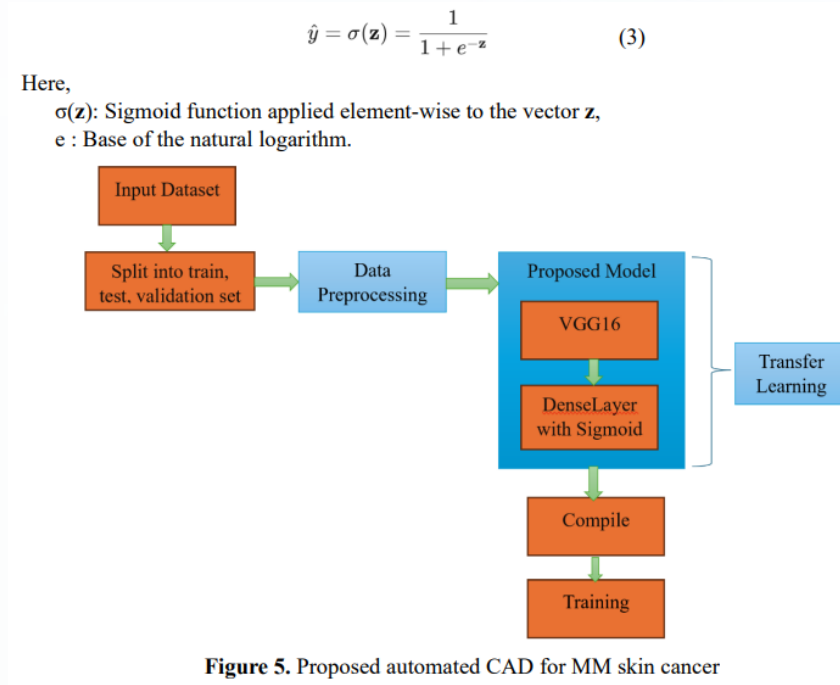 ŷ = σ(𝐳) = 1 / (1 + e^{−𝐳}) (3)
Here,
σ(𝐳): Sigmoid function applied element-wise to the vector 𝐳,
e : Base of the natural logarithm.
Input Dataset
Split into train,
test, validation set
Data
Preprocessing
Proposed Model
VGG16
DenseLayer
with Sigmoid
Transfer
Learning
Compile
Training
Figure 5. Proposed automated CAD for MM skin cancer